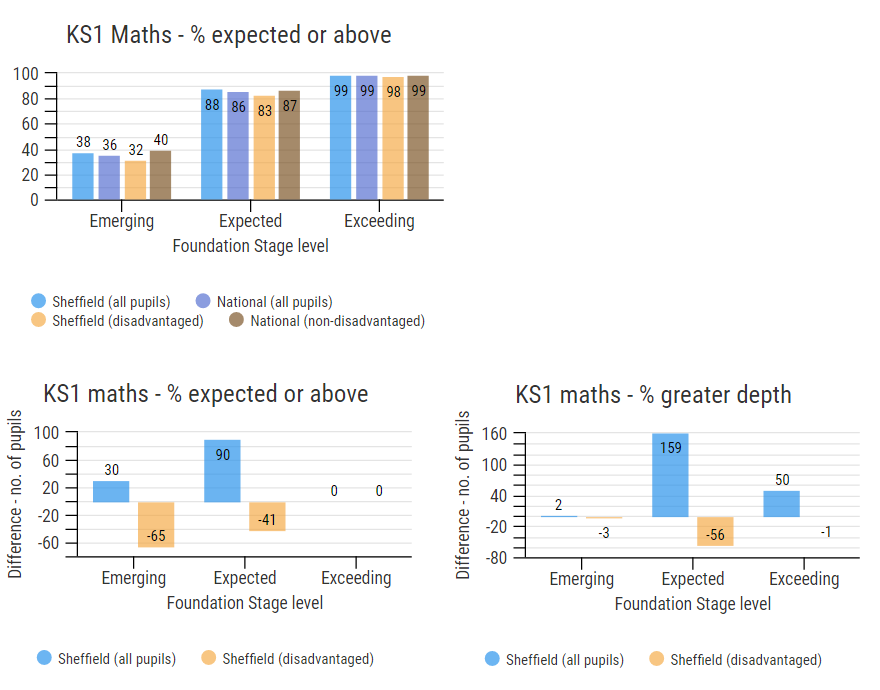 KS1 Maths - % expected or above
100
80
60
40
20
0
38 36 32 40
88 86 83 87
99 99 98 99
Emerging Expected Exceeding
Foundation Stage level
Sheffield (all pupils) National (all pupils)
Sheffield (disadvantaged) National (non-disadvantaged)
KS1 maths - % expected or above
Difference - no. of pupils
100
60
20
-20
-60
30 -65
90 -41
0 0
Emerging Expected Exceeding
Foundation Stage level
Sheffield (all pupils) Sheffield (disadvantaged)
KS1 maths - % greater depth
Difference - no. of pupils
160
100
40
-20
-80
2 -3
159 -56
50 -1
Emerging Expected Exceeding
Foundation Stage level
Sheffield (all pupils) Sheffield (disadvantaged)